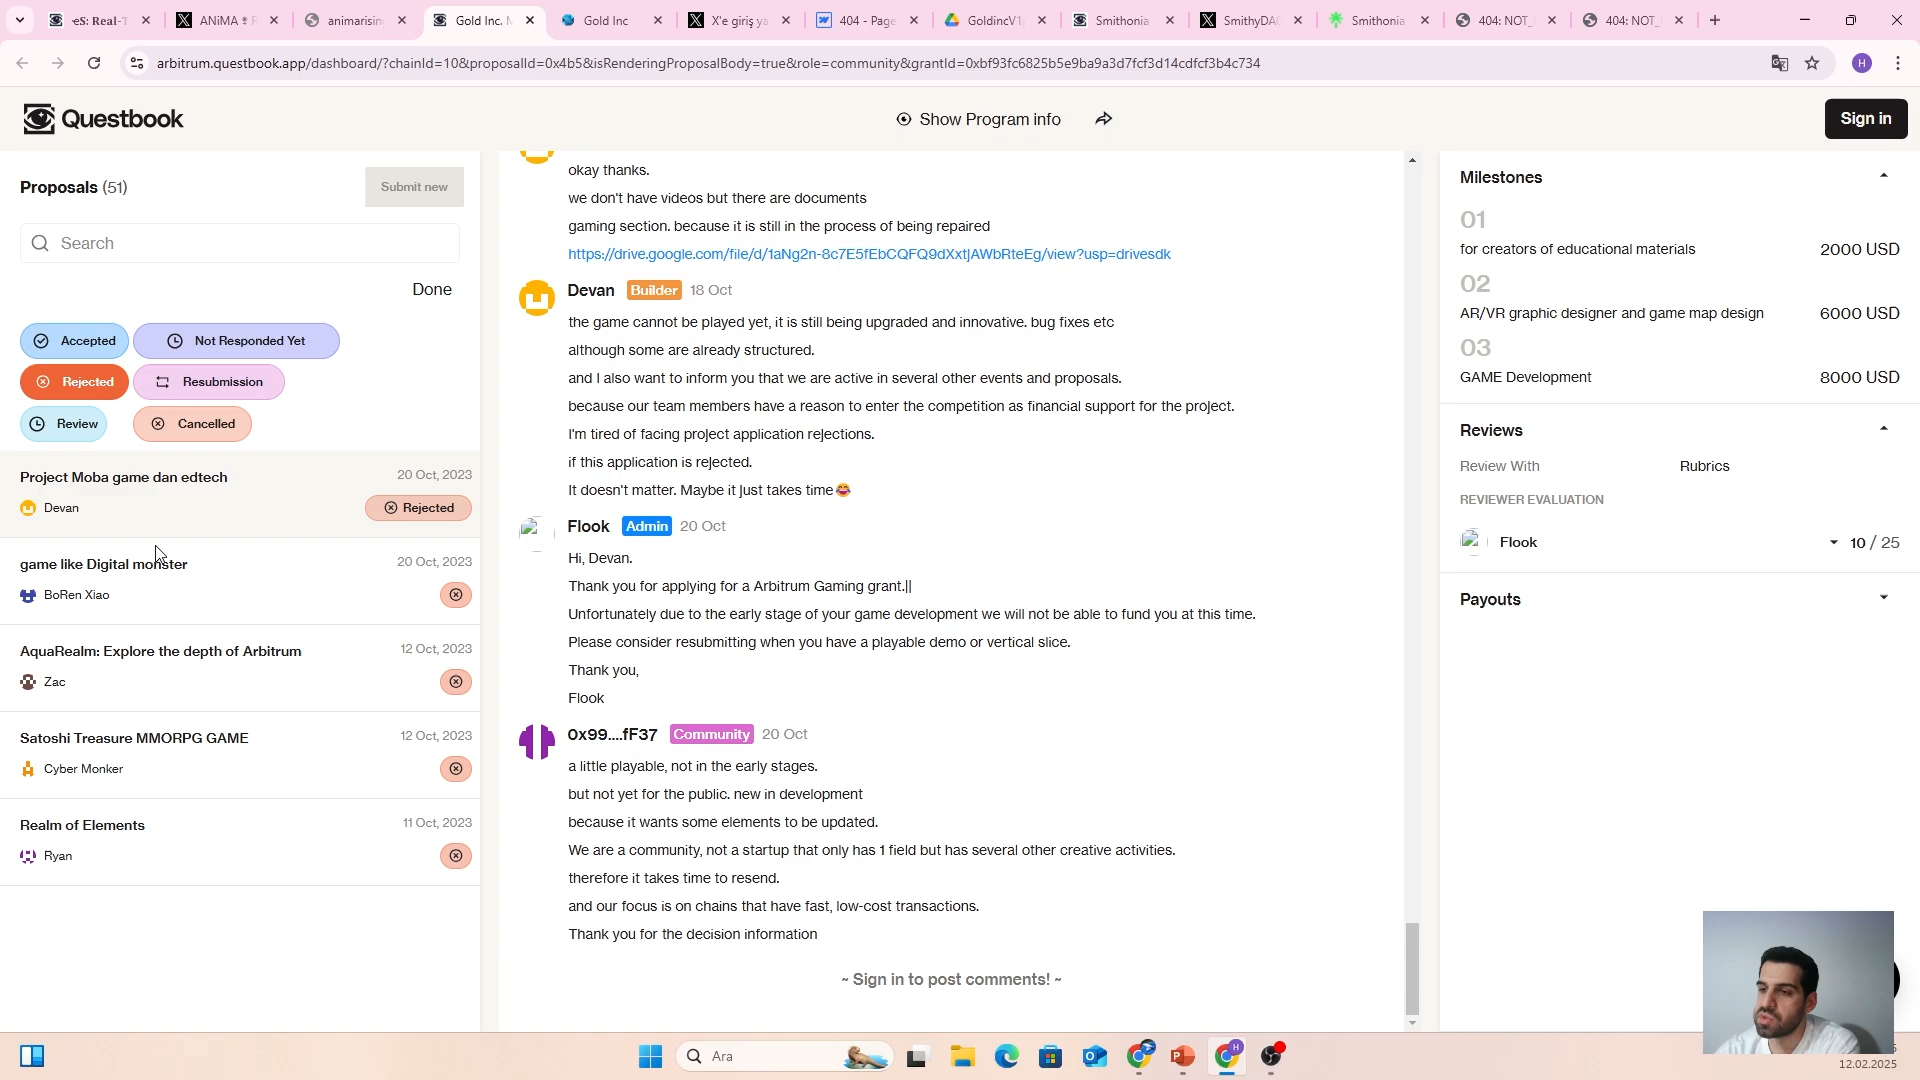 eS: Real-T
ANiMA
animarisin
Gold Inc. M
Gold Inc
X'e giriş ya
404 - Page
GoldincV1
Smithonia
SmithyDAO
Smithonia
404: NOT_
404: NOT_
arbitrum.questbook.app/dashboard/?chainId=10&proposalId=0x4b5&isRenderingProposalBody=true&role=community&grantId=0xbf93fc6825b5e9ba9a3d7fcf3d14cdfcf3b4c734
H
Questbook
Show Program info
Sign in
Proposals (51)
Submit new
Search
Done
Accepted
Not Responded Yet
Rejected
Resubmission
Review
Cancelled
Project Moba game dan edtech
20 Oct, 2023
Devan
Rejected
game like Digital monster
20 Oct, 2023
BoRen Xiao
AquaRealm: Explore the depth of Arbitrum
12 Oct, 2023
Zac
Satoshi Treasure MMORPG GAME
12 Oct, 2023
Cyber Monker
Realm of Elements
11 Oct, 2023
Ryan
okay thanks.
we don't have videos but there are documents
gaming section. because it is still in the process of being repaired
https://drive.google.com/file/d/1aNg2n-8c7E5fEbCQFQ9dXxtjAWbRteEg/view?usp=drivesdk
Devan Builder 18 Oct
the game cannot be played yet, it is still being upgraded and innovative. bug fixes etc
although some are already structured.
and I also want to inform you that we are active in several other events and proposals.
because our team members have a reason to enter the competition as financial support for the project.
I'm tired of facing project application rejections.
if this application is rejected.
It doesn't matter. Maybe it just takes time😂
Flook Admin 20 Oct
Hi, Devan.
Thank you for applying for a Arbitrum Gaming grant.||
Unfortunately due to the early stage of your game development we will not be able to fund you at this time.
Please consider resubmitting when you have a playable demo or vertical slice.
Thank you,
Flook
0x99....fF37 Community 20 Oct
a little playable, not in the early stages.
but not yet for the public. new in development
because it wants some elements to be updated.
We are a community, not a startup that only has 1 field but has several other creative activities.
therefore it takes time to resend.
and our focus is on chains that have fast, low-cost transactions.
Thank you for the decision information
~ Sign in to post comments! ~
Milestones
01
for creators of educational materials 2000 USD
02
AR/VR graphic designer and game map design 6000 USD
03
GAME Development 8000 USD
Reviews
Review With Rubrics
REVIEWER EVALUATION
Flook 10 / 25
Payouts
Ara
12.02.2025